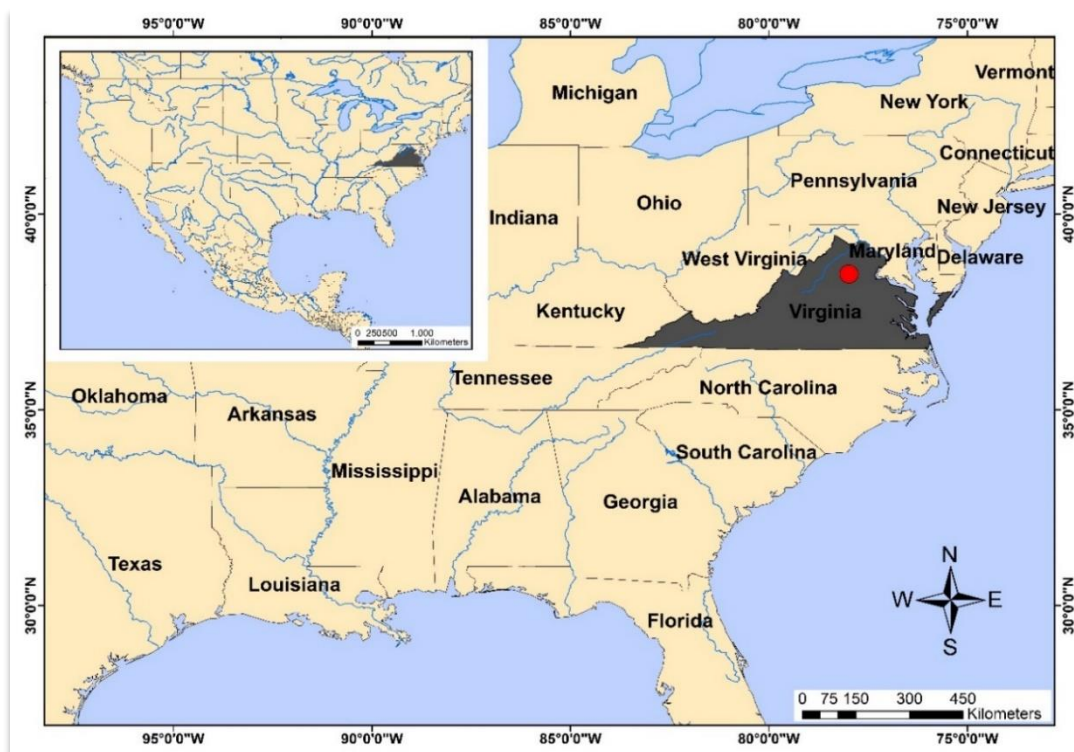 95°0'0"W 90°0'0"W 85°0'0"W 80°0'0"W 75°0'0"W
Vermont
Michigan
New York
Connecticut
Pennsylvania
40°0'0"N
Indiana
Ohio
New Jersey
40°0'0"N
West Virginia
Maryland
Delaware
Kentucky
Virginia
0 250500 1.000
Kilometers
Tennessee
Oklahoma
North Carolina
Arkansas
35°0'0"N
35°0'0"N
South Carolina
Mississippi
Alabama
Georgia
Texas
Louisiana
N
W E
S
30°0'0"N
30°0'0"N
Florida
0 75 150 300 450
Kilometers
95°0'0"W 90°0'0"W 85°0'0"W 80°0'0"W 75°0'0"W